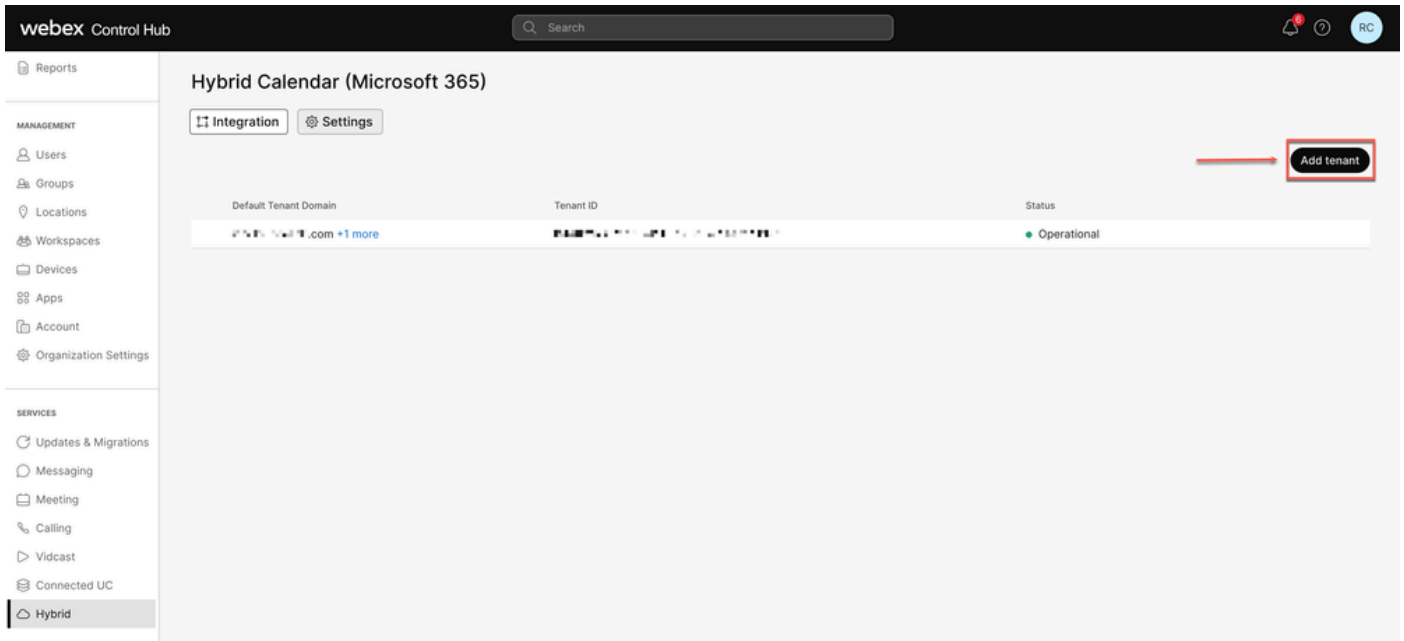 webex Control Hub
Search
6
RC
Reports
Hybrid Calendar (Microsoft 365)
Integration
Settings
MANAGEMENT
Users
Groups
Locations
Workspaces
Devices
Apps
Account
Organization Settings
SERVICES
Updates & Migrations
Messaging
Meeting
Calling
Vidcast
Connected UC
Hybrid
Add tenant
Default Tenant Domain Tenant ID Status
.com +1 more Operational